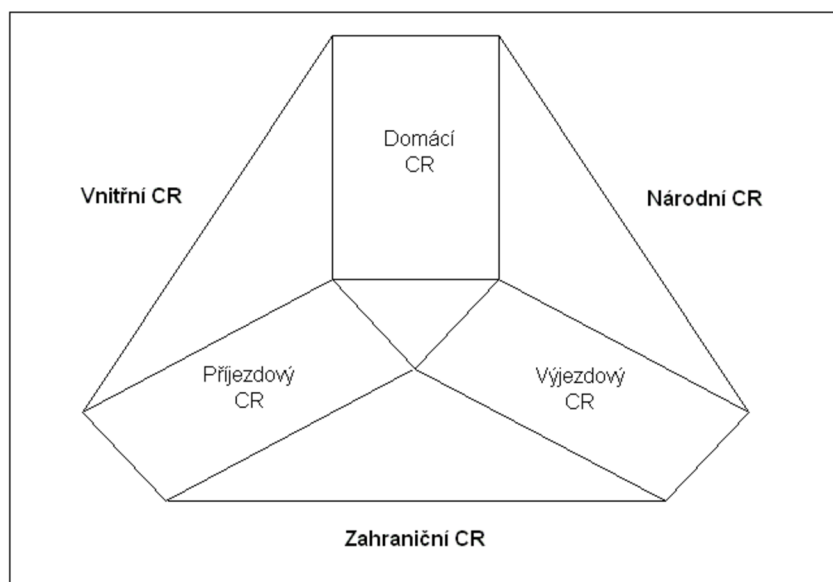 Domácí
CR
Vnitřní CR
Národní CR
Příjezdový
CR
Výjezdový
CR
Zahraniční CR